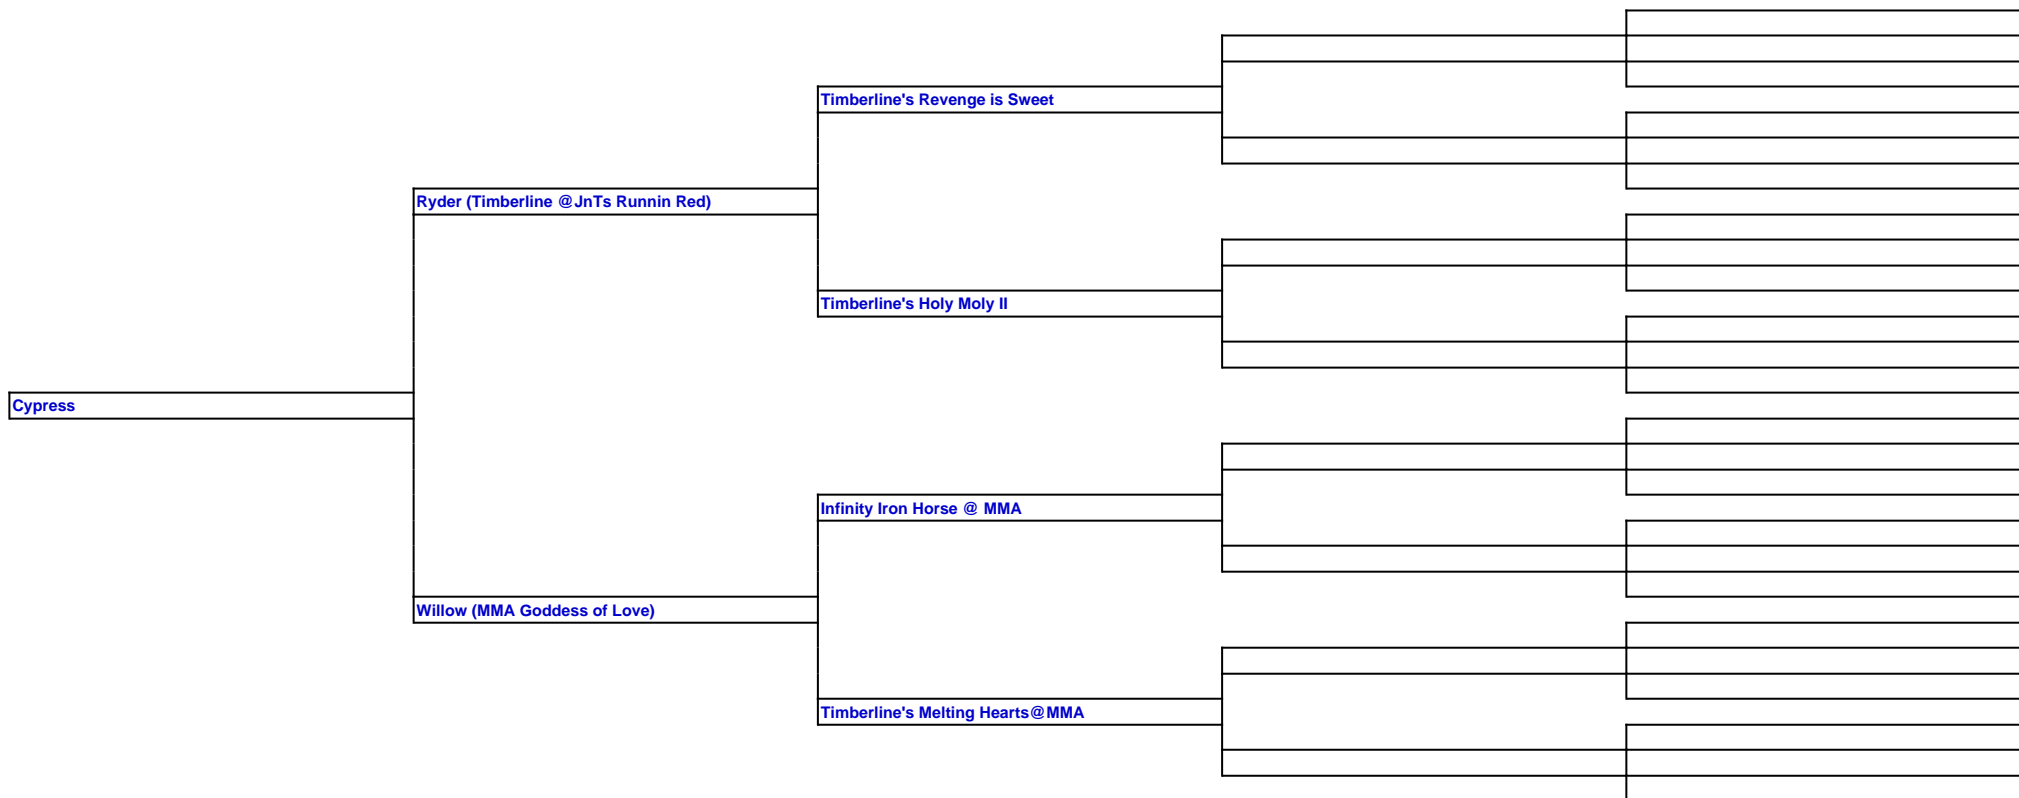 Timberline's Revenge is Sweet
Ryder (Timberline @JnTs Runnin Red)
Timberline's Holy Moly II
Cypress
Infinity Iron Horse @ MMA
Willow (MMA Goddess of Love)
Timberline's Melting Hearts@MMA